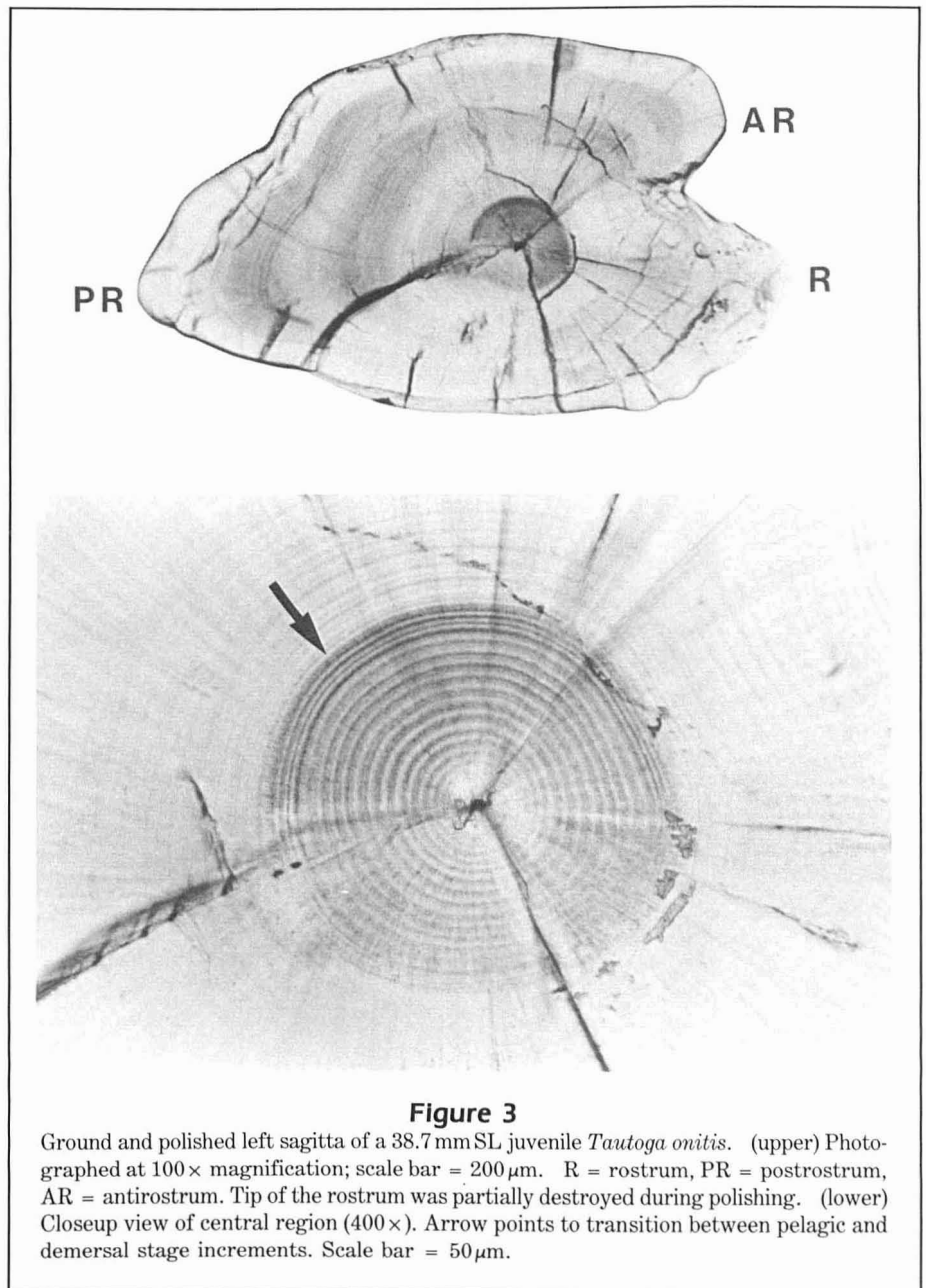 AR
R
PR
Figure 3
Ground and polished left sagitta of a 38.7 mm SL juvenile Tautoga onitis. (upper) Photo-
graphed at 100× magnification; scale bar = 200 μm. R = rostrum, PR = postrostrum,
AR = antirostrum. Tip of the rostrum was partially destroyed during polishing. (lower)
Closeup view of central region (400×). Arrow points to transition between pelagic and
demersal stage increments. Scale bar = 50 μm.